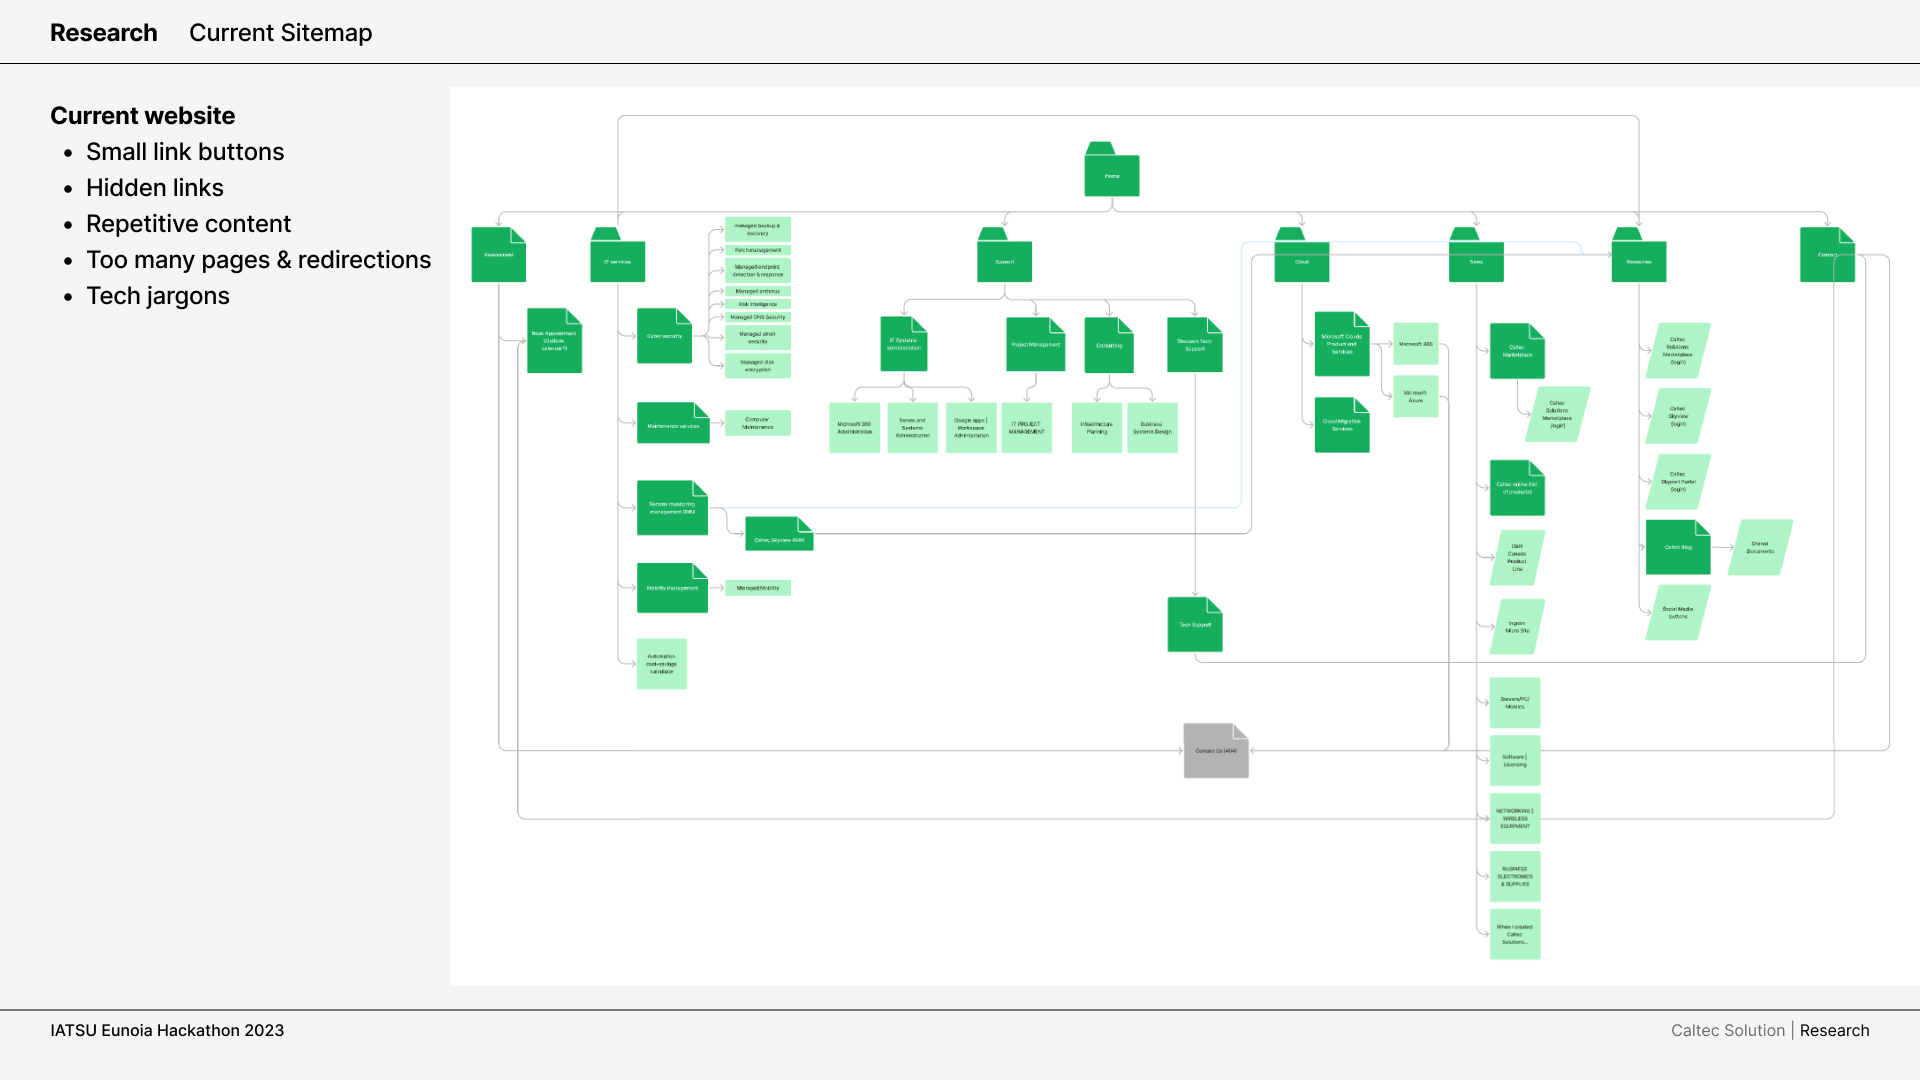 Research
Current Sitemap
Current website
• Small link buttons
• Hidden links
• Repetitive content
• Too many pages & redirections
• Tech jargons
Home
Assessment
IT services
Support
Cloud
Sales
Resources
Contact
Book Appointment
(Outlook
calendar?)
Cyber security
managed backup &
recovery
Patch management
Managed endpoint
detection & response
Managed antivirus
Risk Intelligence
Managed DNS Security
Managed email
security
Managed disk
encryption
Maintenance services
Computer
Maintenance
Remote monitoring
management RMM
Caltec Skyview RMM
Mobility management
Managed Mobility
Automation
cost-savings
calculator
IT Systems
administration
Project Management
Consulting
Standard Tech
Support
Microsoft 365
Administration
Server and
Systems
Administration
Google apps |
Workspace
Administration
IT PROJECT
MANAGEMENT
Infrastructure
Planning
Business/
Systems Design
Tech Support
Contact Us (404)
Microsoft Clouds
Product and
Services
Microsoft 365
Microsoft
Azure
Cloud Migration
Services
Caltec
Marketplace
Caltec
Solutions
Marketplace
(login)
Caltec online (list
of products)
D&H
Canada
Product
Line
Ingram
Micro Site
Servers/PC/
Mobiles
Software |
Licensing
NETWORKING |
WIRELESS
EQUIPMENT
BUSINESS
ELECTRONICS
& SUPPLIES
When I created
Caltec
Solutions...
Caltec
Solutions
Marketplace
(login)
Caltec
Skyview
(login)
Caltec
Skyport Portal
(login)
Caltec Blog
Shared
Documents
Social Media
buttons
IATSU Eunoia Hackathon 2023
Caltec Solution | Research